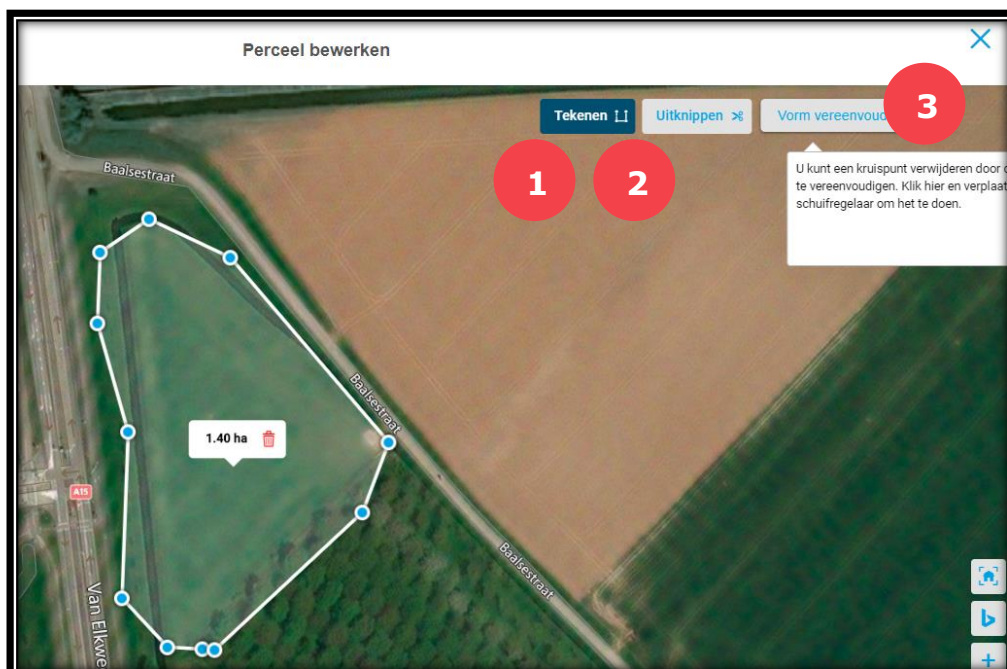 Perceel bewerken
Tekenen
Uitknippen
Vorm vereenvoud
3
1
2
U kunt een kruispunt verwijderen door
te vereenvoudigen. Klik hier en verplaat
schuifregelaar om het te doen.
Baalsestraat
Baalsestraat
1.40 ha
A15
Baalsestraat
Van Elkwe
+